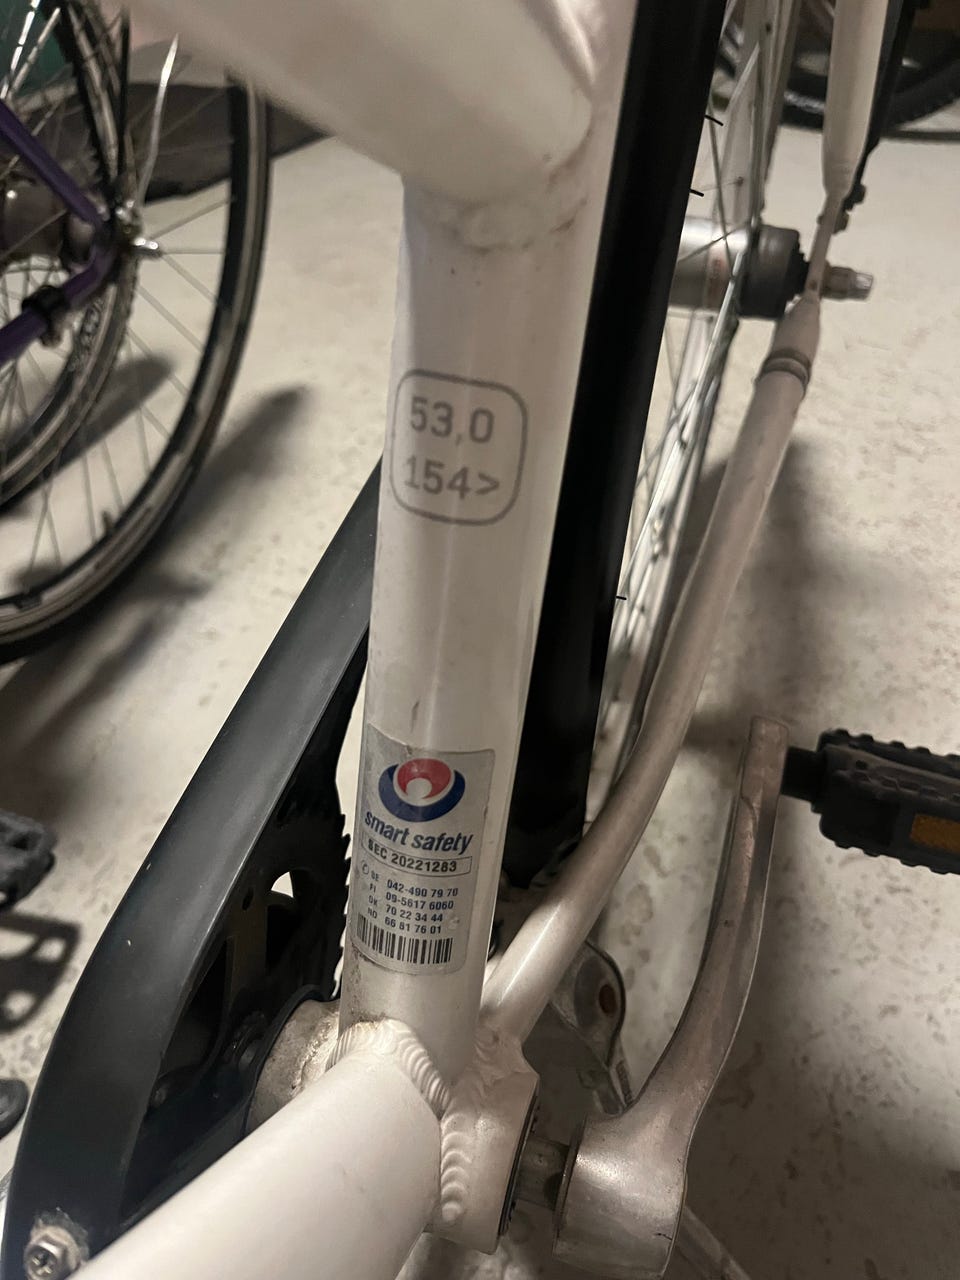 53,0
154>
smart safety
SEC 20221283
SE 042-490 79 70
FI 09-5617 6060
DK 70 22 34 44
NO 66 81 76 01